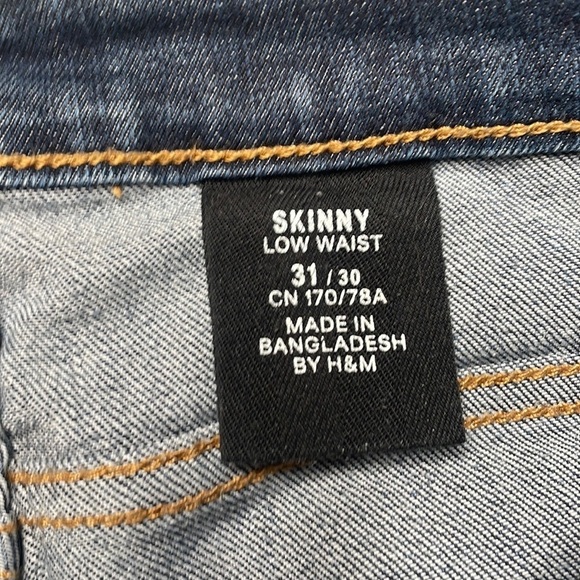 SKINNY
LOW WAIST
31 / 30
CN 170/78A
MADE IN
BANGLADESH
BY H&M